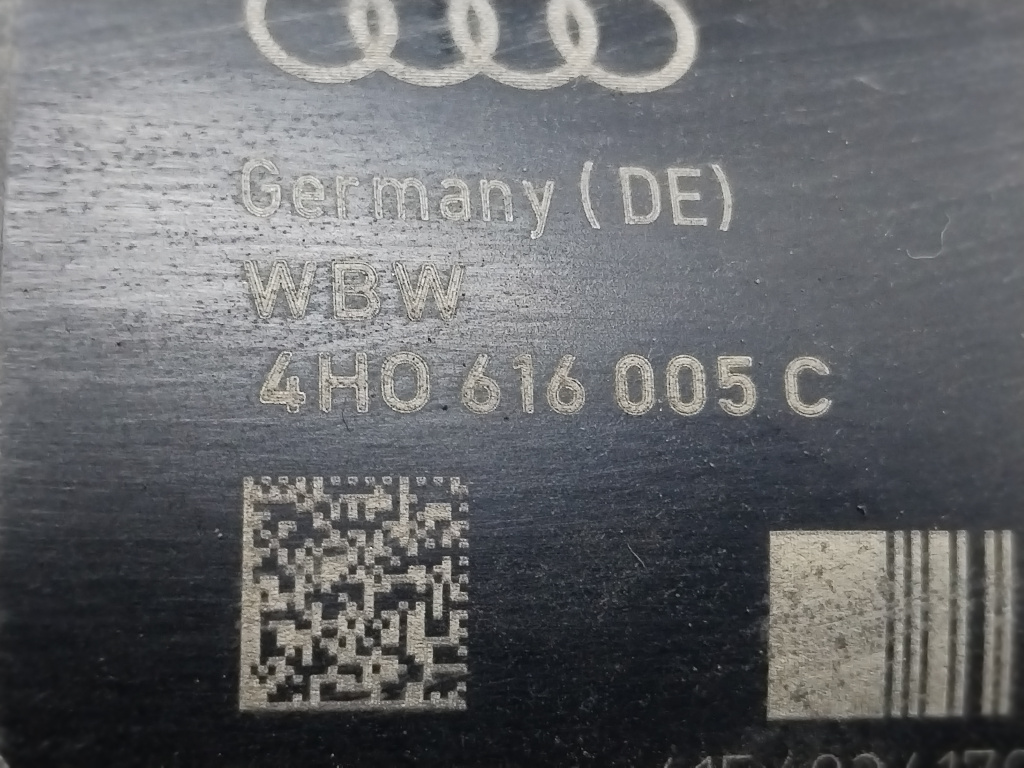 Germany (DE)
WBW
4H0 616 005 C